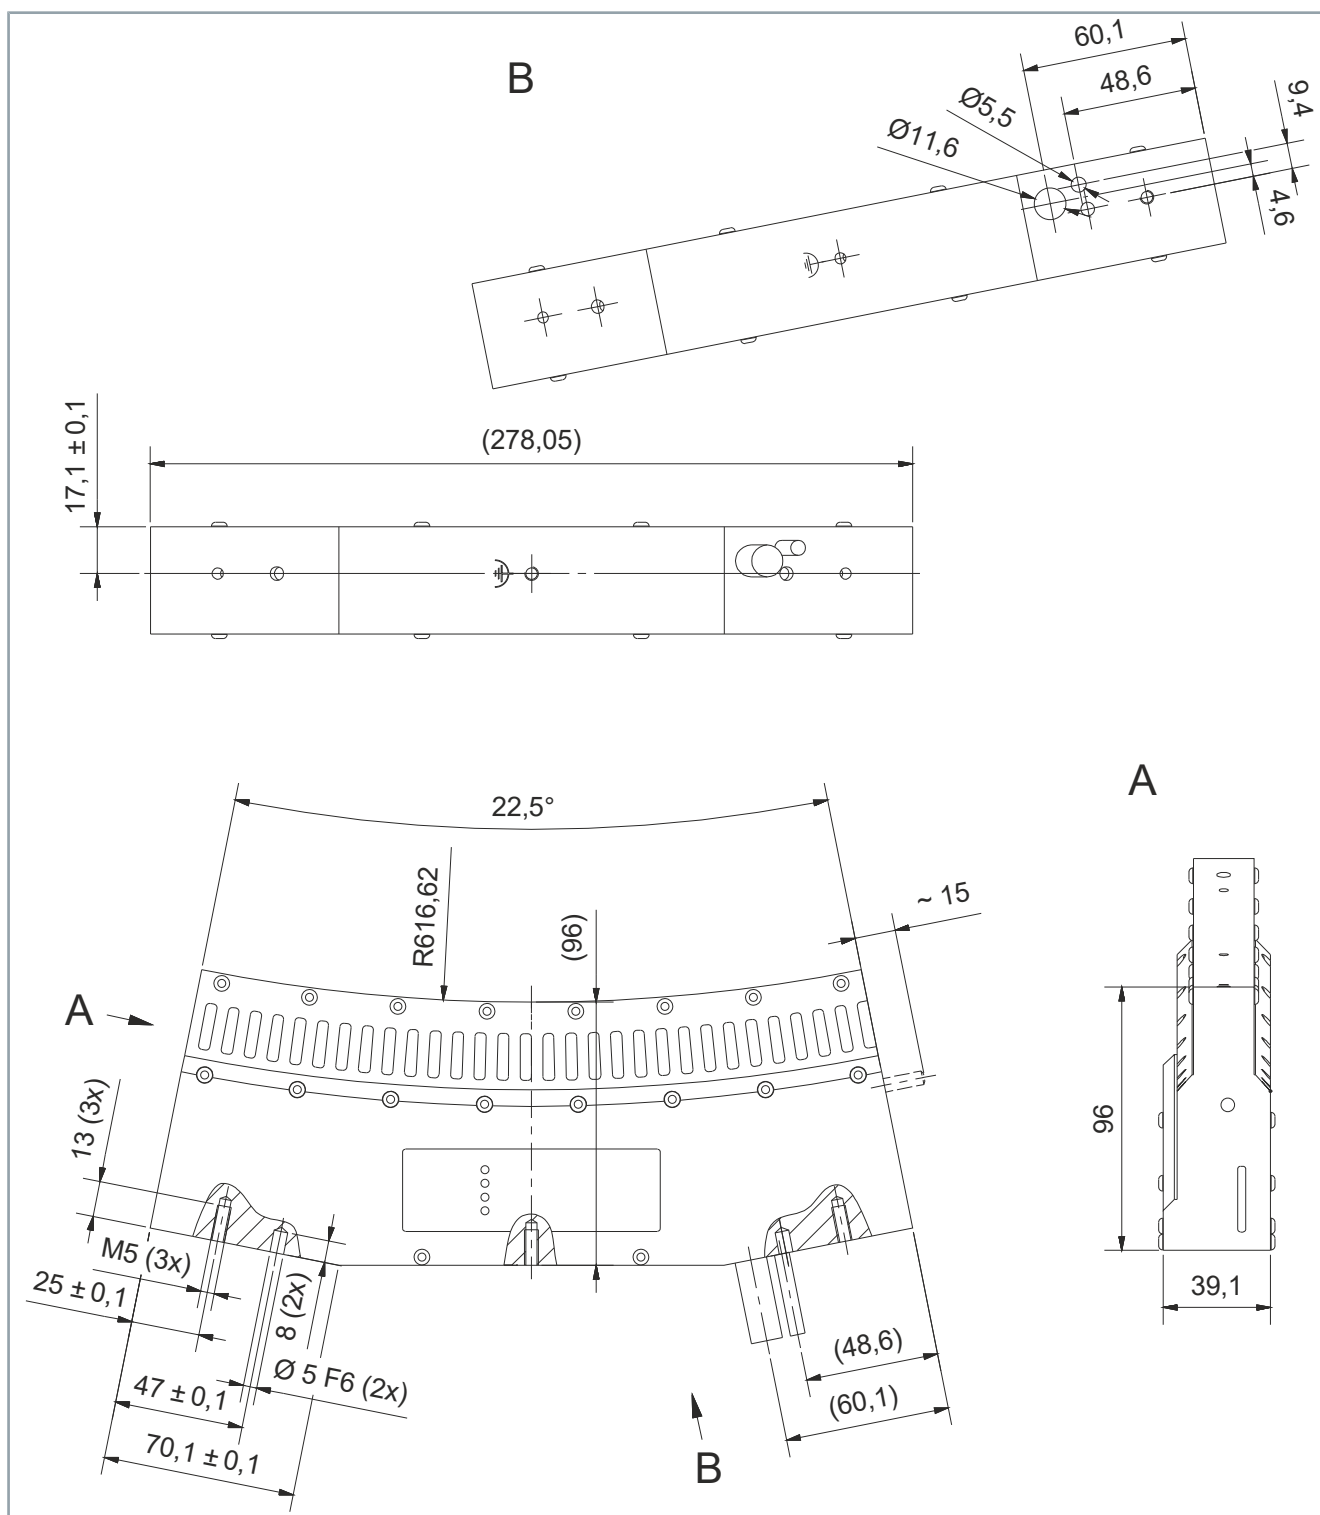 B
60,1
48,6
9,4
Ø5,5
Ø11,6
4,6
17,1 ± 0,1
(278,05)
A
22,5°
R616,62
(96)
~ 15
A
13 (3x)
96
M5 (3x)
25 ± 0,1
8 (2x)
39,1
(48,6)
Ø 5 F6 (2x)
47 ± 0,1
(60,1)
70,1 ± 0,1
B